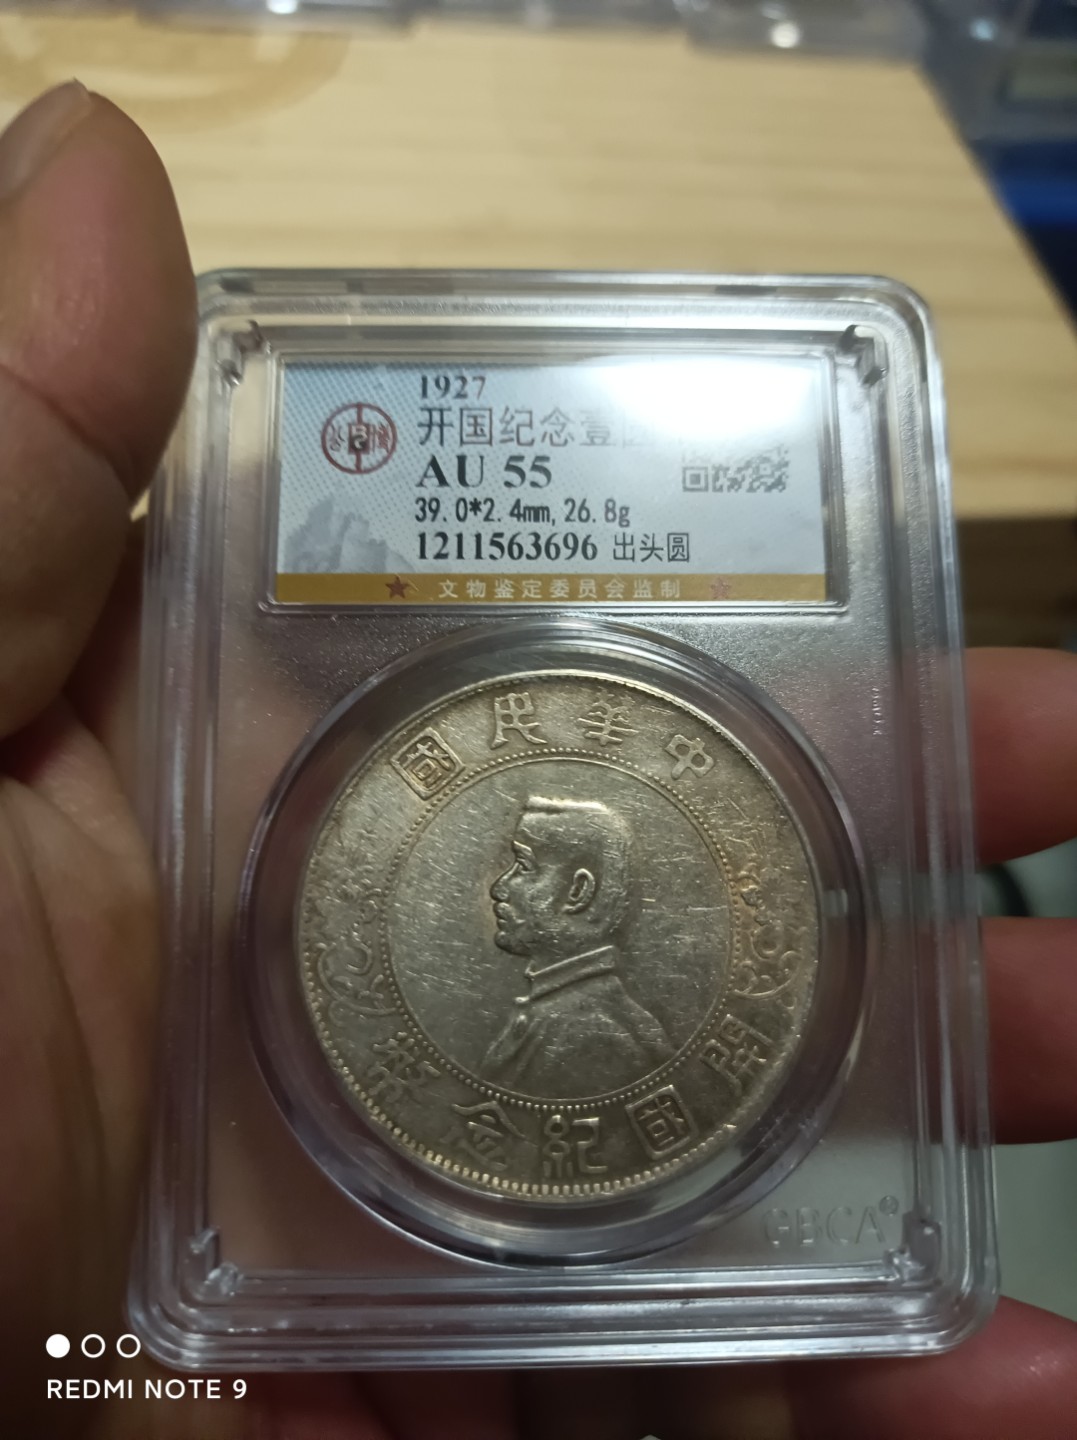 1927
开国纪念壹圆
AU 55
39.0*2.4mm, 26.8g
1211563696 出头圆
★ 文物鉴定委员会监制 ★
國 民 華 中
幣 念 紀 國 開
GBCA®
REDMI NOTE 9